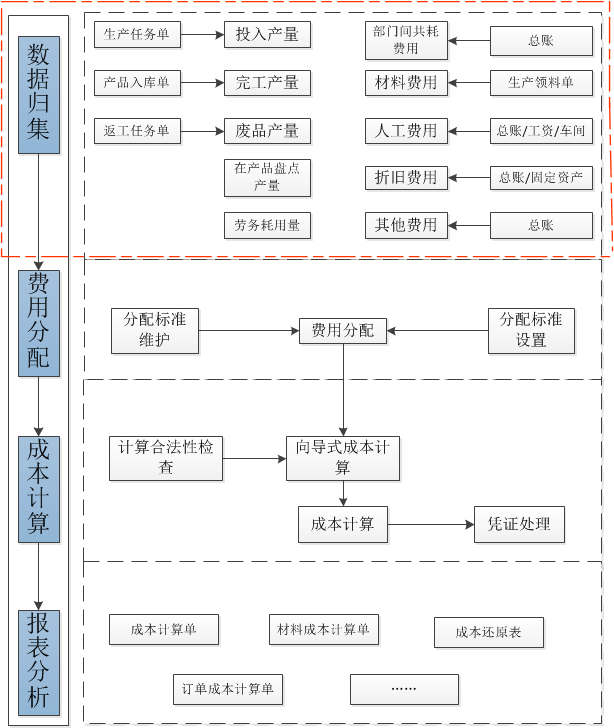 数据归集
生产任务单
投入产量
部门间共耗
费用
总账
产品入库单
完工产量
材料费用
生产领料单
返工任务单
废品产量
人工费用
总账/工资/车间
在产品盘点
产量
折旧费用
总账/固定资产
劳务耗用量
其他费用
总账
费用分配
分配标准
维护
费用分配
分配标准
设置
成本计算
计算合法性检
查
向导式成本计
算
成本计算
凭证处理
报表分析
成本计算单
材料成本计算单
成本还原表
订单成本计算单
……